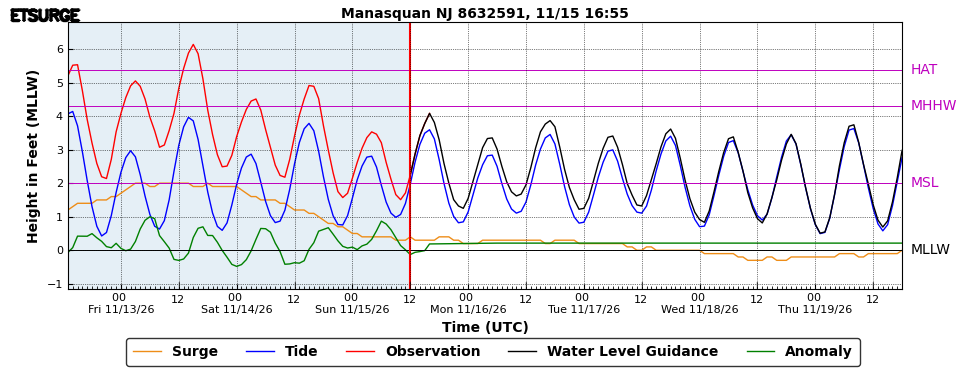 ETSURGE
Manasquan NJ 8632591, 11/15 16:55
Height in Feet (MLLW)
6
5
4
3
2
1
0
−1
HAT
MHHW
MSL
MLLW
00 12 00 12 00 12 00 12 00 12 00 12 00 12
Fri 11/13/26 Sat 11/14/26 Sun 11/15/26 Mon 11/16/26 Tue 11/17/26 Wed 11/18/26 Thu 11/19/26
Time (UTC)
Surge Tide Observation Water Level Guidance Anomaly